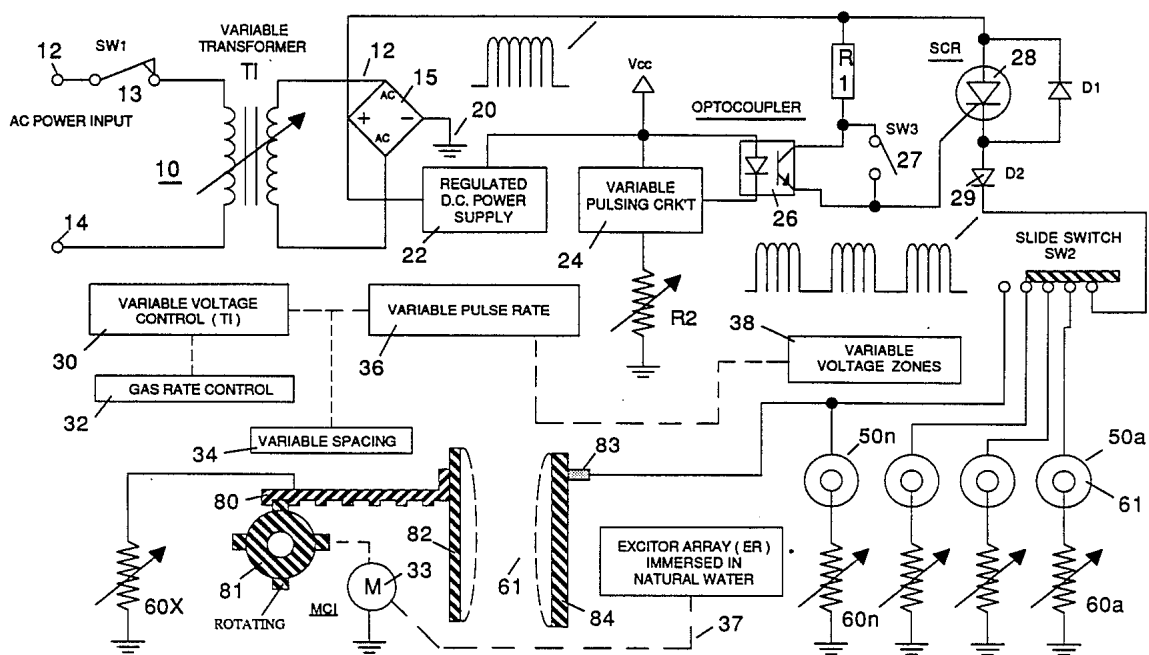 VARIABLE
TRANSFORMER
TI
12
SW1
13
AC POWER INPUT
10
14
12
15
AC
+
-
AC
20
REGULATED
D.C. POWER
SUPPLY
22
Vcc
VARIABLE
PULSING CRK'T
24
R2
OPTOCOUPLER
26
R
1
SW3
27
SCR
28
D1
D2
29
SLIDE SWITCH
SW2
VARIABLE VOLTAGE
CONTROL ( TI )
30
GAS RATE CONTROL
32
VARIABLE PULSE RATE
36
VARIABLE SPACING
34
38
VARIABLE
VOLTAGE ZONES
50n
50a
61
60n
60a
80
81
ROTATING
60X
MCI
M
33
82
61
83
84
EXCITOR ARRAY ( ER )
IMMERSED IN
NATURAL WATER
37